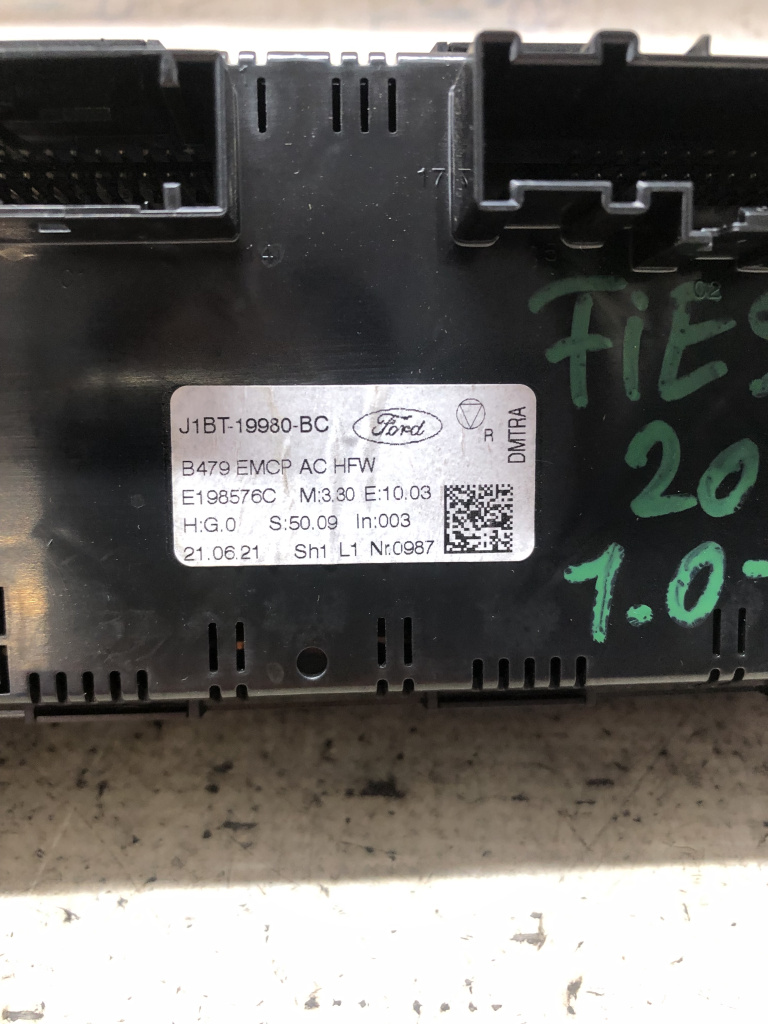 17
02
FiES
20
1.0
J1BT-19980-BC
Ford
R
DMTRA
B479 EMCP AC HFW
E198576C M:3.30 E:10.03
H:G.0 S:50.09 In:003
21.06.21 Sh1 L1 Nr.0987